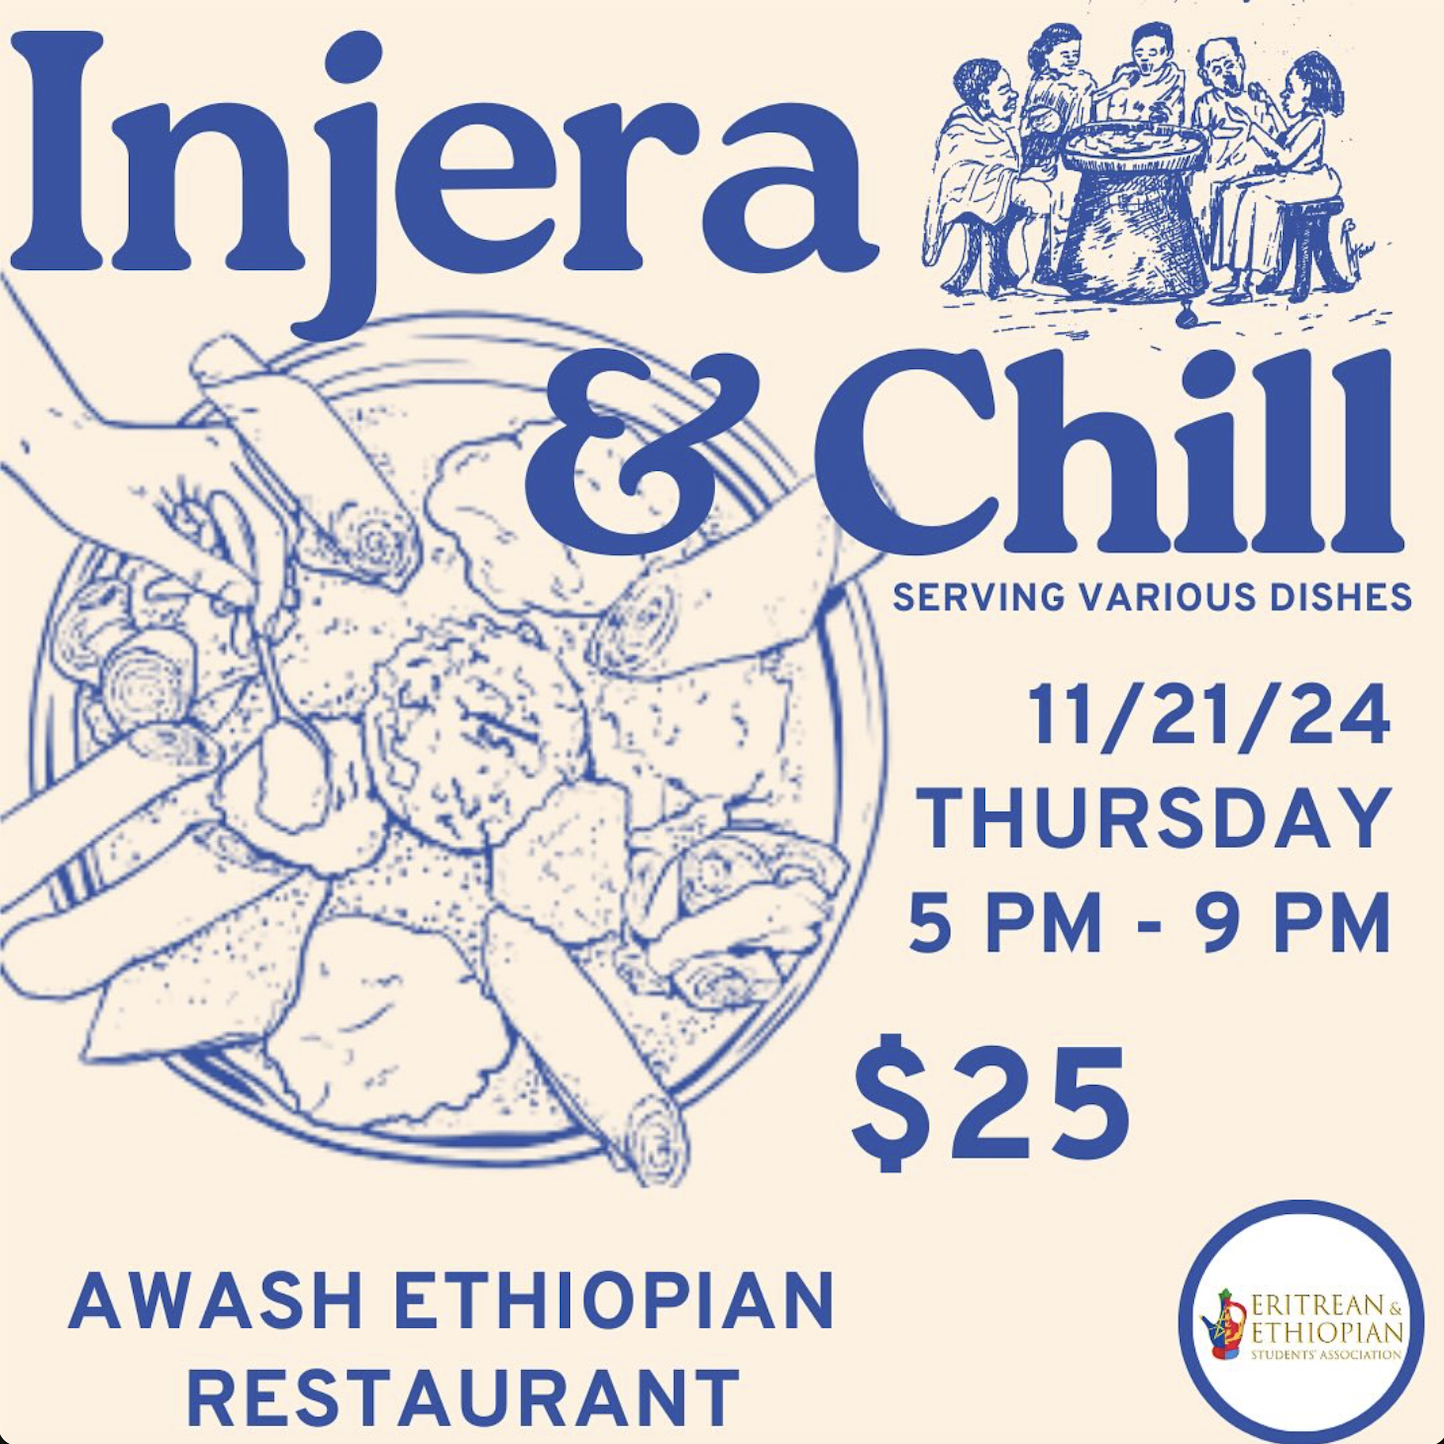 Injera
& Chill
SERVING VARIOUS DISHES
11/21/24
THURSDAY
5 PM - 9 PM
$25
AWASH ETHIOPIAN
RESTAURANT
ERITREAN &
ETHIOPIAN
STUDENTS' ASSOCIATION